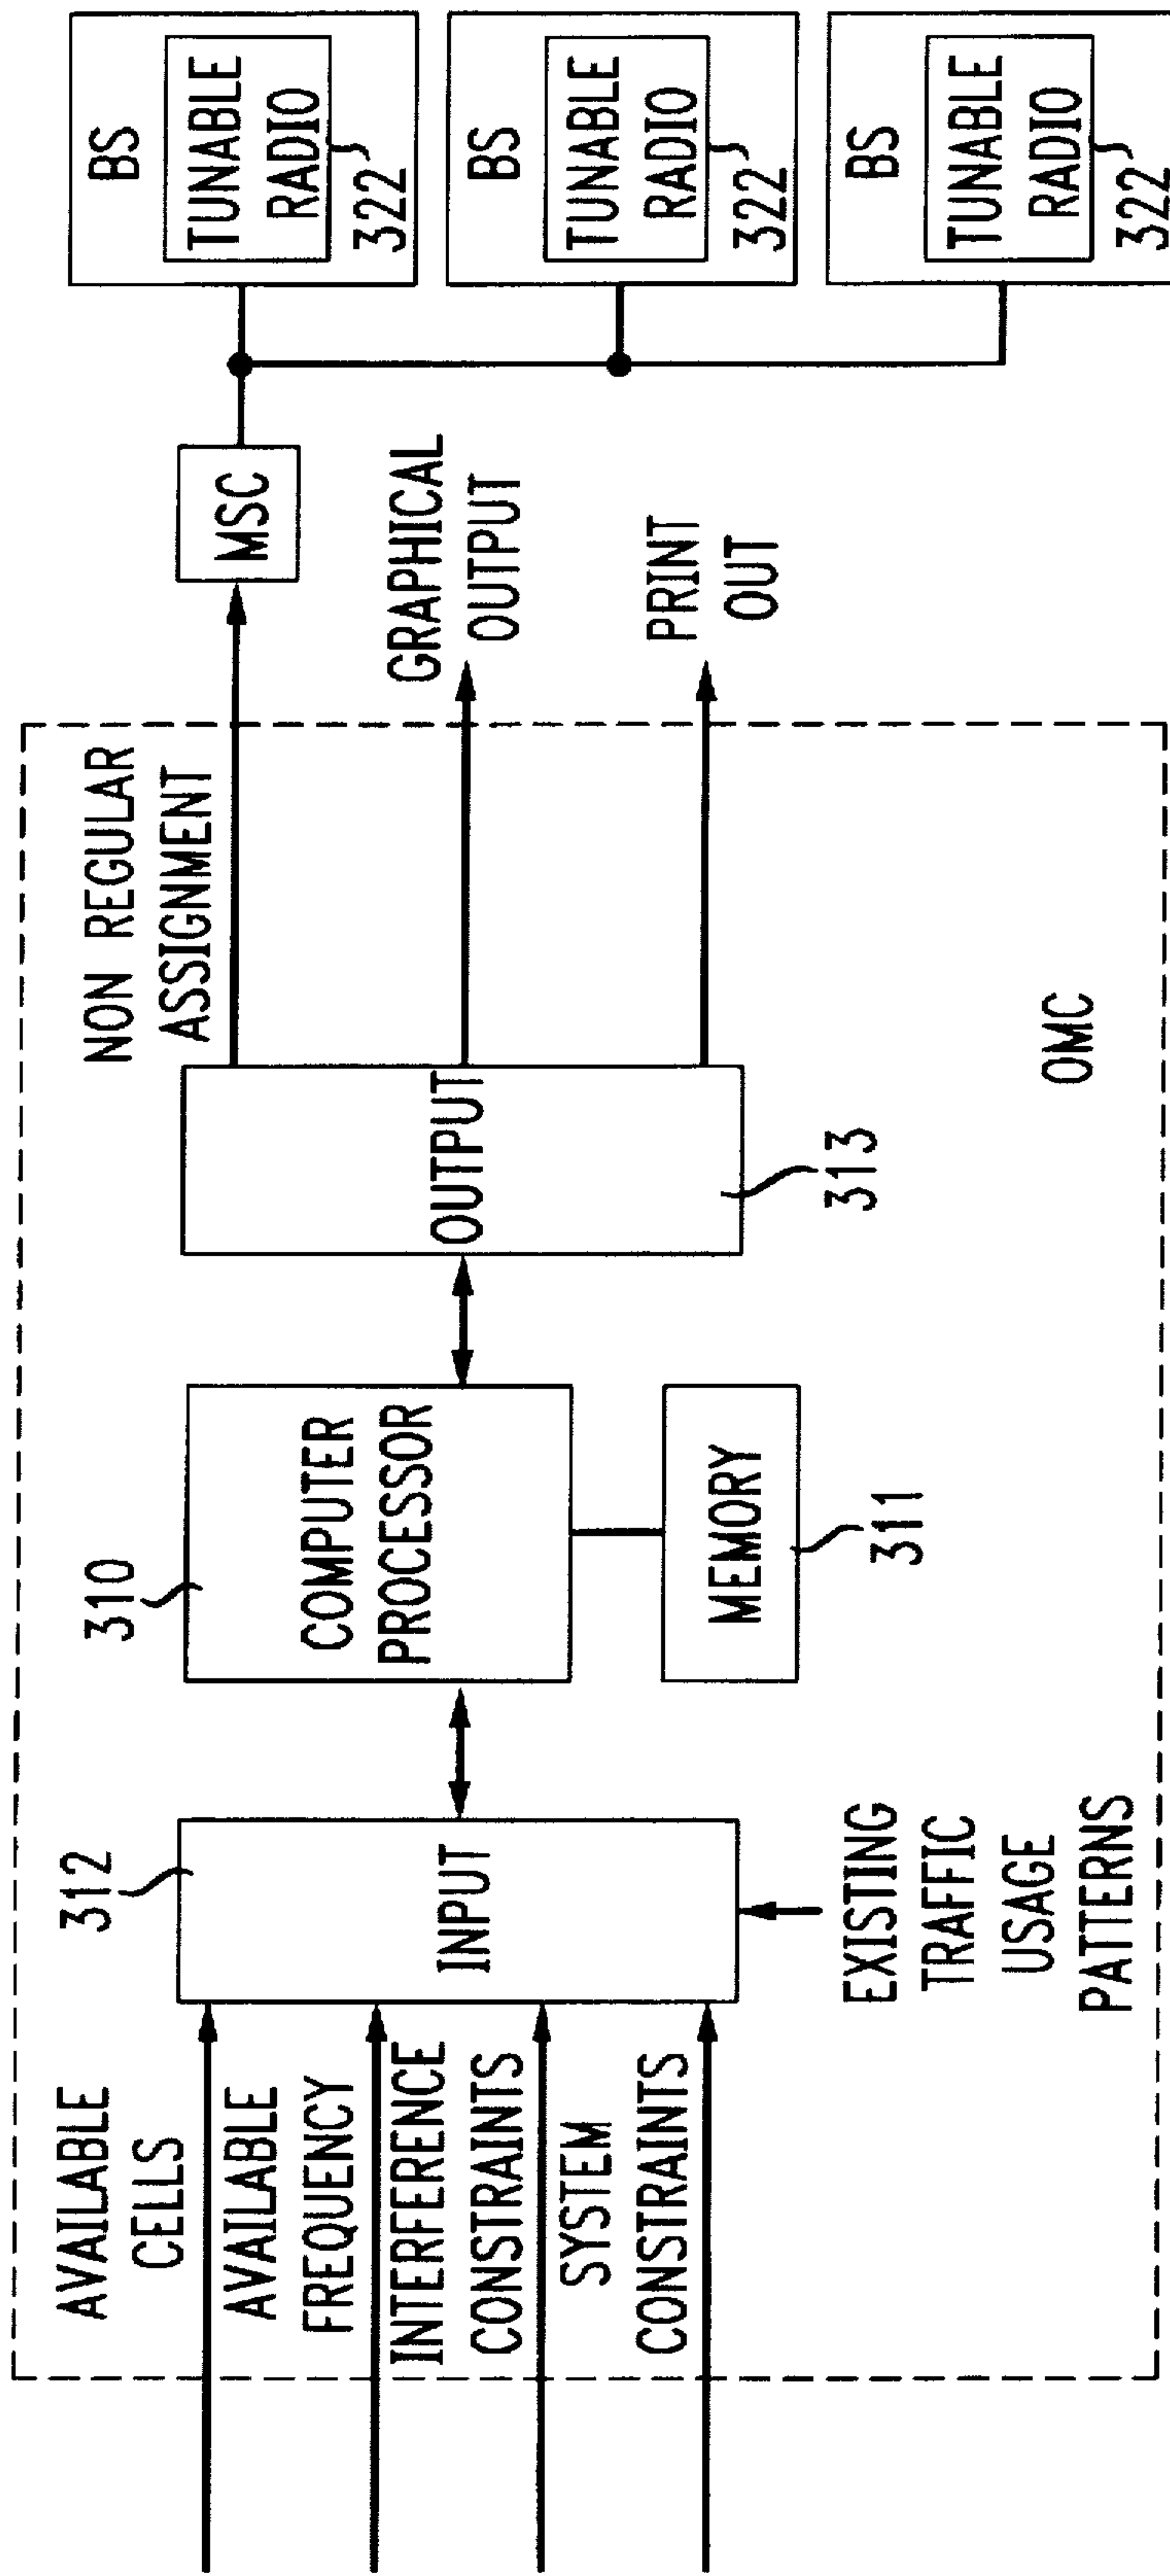 AVAILABLE
CELLS
AVAILABLE
FREQUENCY
INTERFERENCE
CONSTRAINTS
SYSTEM
CONSTRAINTS
312
INPUT
EXISTING
TRAFFIC
USAGE
PATTERNS
310
COMPUTER
PROCESSOR
MEMORY
311
OUTPUT
313
OMC
NON REGULAR
ASSIGNMENT
GRAPHICAL
OUTPUT
PRINT
OUT
MSC
BS
TUNABLE
RADIO
322
BS
TUNABLE
RADIO
322
BS
TUNABLE
RADIO
322